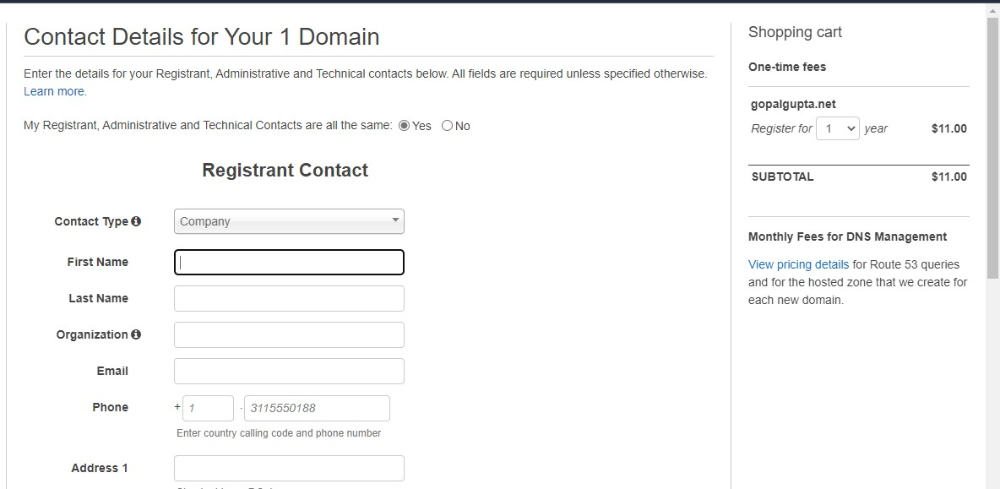 Contact Details for Your 1 Domain
Enter the details for your Registrant, Administrative and Technical contacts below. All fields are required unless specified otherwise.
Learn more.
My Registrant, Administrative and Technical Contacts are all the same: Yes No
Registrant Contact
Contact Type Company
First Name
Last Name
Organization
Email
Phone + 1 . 3115550188
Enter country calling code and phone number
Address 1
Shopping cart
One-time fees
gopalgupta.net
Register for 1 year $11.00
SUBTOTAL $11.00
Monthly Fees for DNS Management
View pricing details for Route 53 queries
and for the hosted zone that we create for
each new domain.